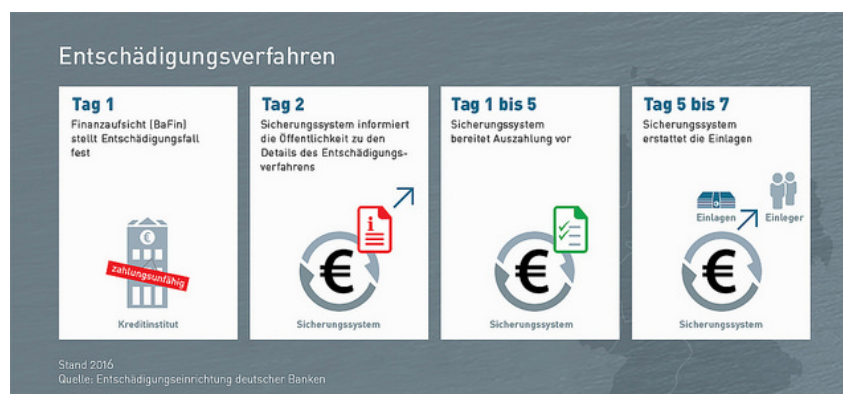 Entschädigungsverfahren
Tag 1
Finanzaufsicht (BaFin)
stellt Entschädigungsfall
fest
zahlungsunfähig
Kreditinstitut
Tag 2
Sicherungssystem informiert
die Öffentlichkeit zu den
Details des Entschädigungs-
verfahrens
i
€
Sicherungssystem
Tag 1 bis 5
Sicherungssystem
bereitet Auszahlung vor
€
Sicherungssystem
Tag 5 bis 7
Sicherungssystem
erstattet die Einlagen
Einlagen
Einleger
€
Sicherungssystem
Stand 2016
Quelle: Entschädigungseinrichtung deutscher Banken